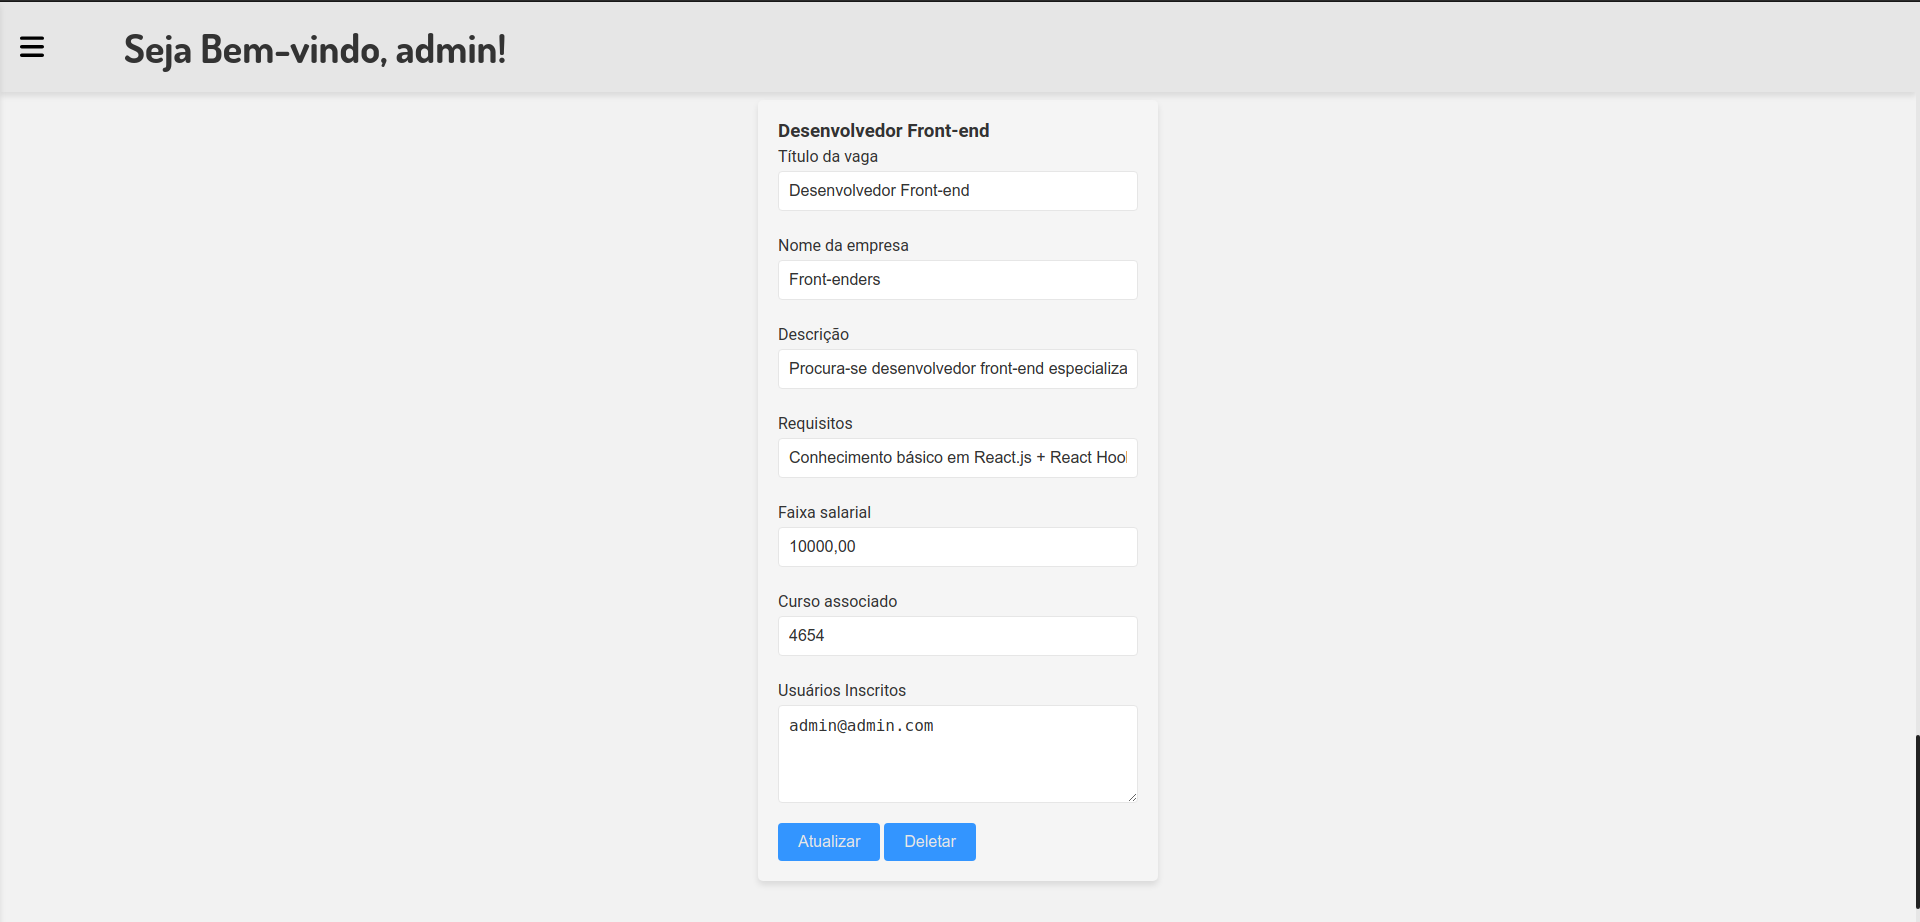 Seja Bem-vindo, admin!
Desenvolvedor Front-end
Título da vaga
Desenvolvedor Front-end
Nome da empresa
Front-enders
Descrição
Procura-se desenvolvedor front-end especializa
Requisitos
Conhecimento básico em React.js + React Hoo
Faixa salarial
10000,00
Curso associado
4654
Usuários Inscritos
admin@admin.com
Atualizar Deletar